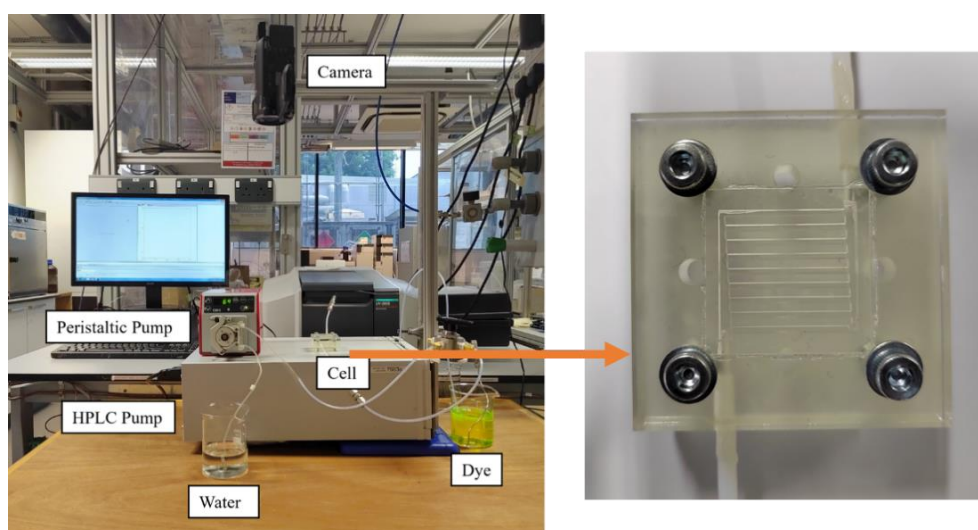 Camera
Peristaltic Pump
Cell
HPLC Pump
Dye
Water